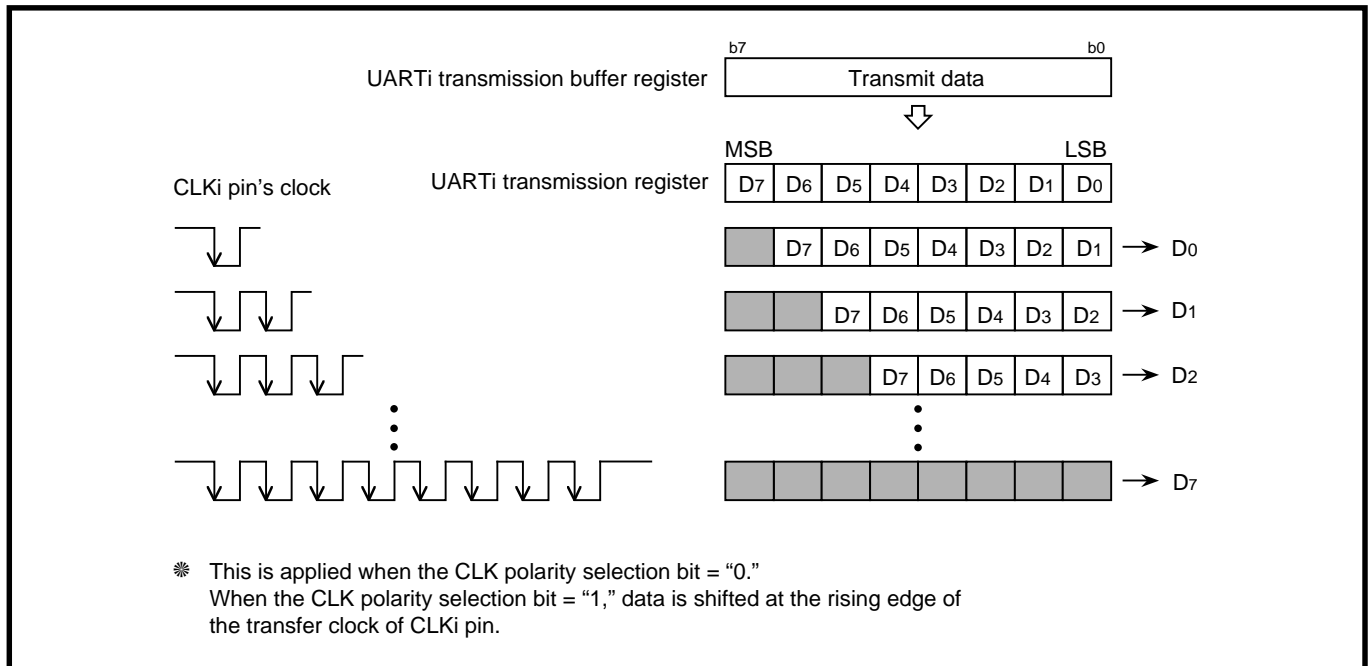 b7 b0
UARTi transmission buffer register Transmit data
MSB LSB
CLKi pin's clock UARTi transmission register D7 D6 D5 D4 D3 D2 D1 D0
D7 D6 D5 D4 D3 D2 D1 D0
D7 D6 D5 D4 D3 D2 D1
D7 D6 D5 D4 D3 D2
D7
❊ This is applied when the CLK polarity selection bit = “0.”
When the CLK polarity selection bit = “1,” data is shifted at the rising edge of
the transfer clock of CLKi pin.